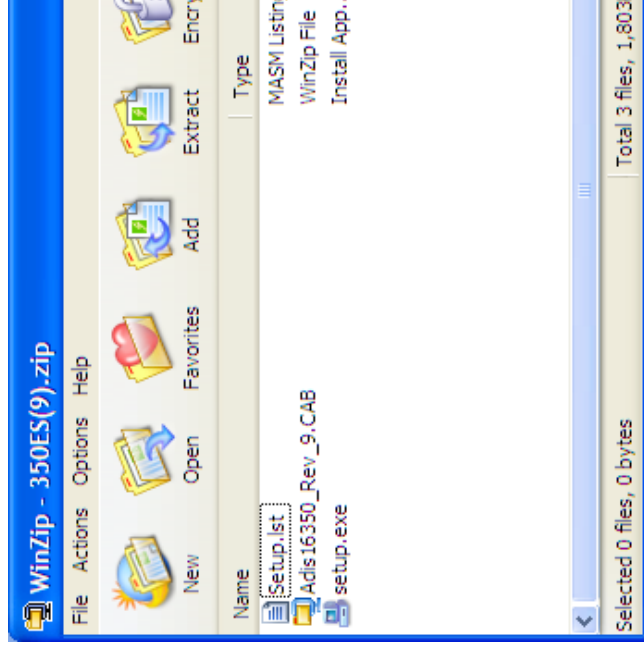 WinZip - 350ES(9).zip
File Actions Options Help
New Open Favorites Add Extract Encry
Name Type
Setup.lst MASM Listin
Adis16350_Rev_9.CAB WinZip File
setup.exe Install App.
Selected 0 files, 0 bytes Total 3 files, 1,803